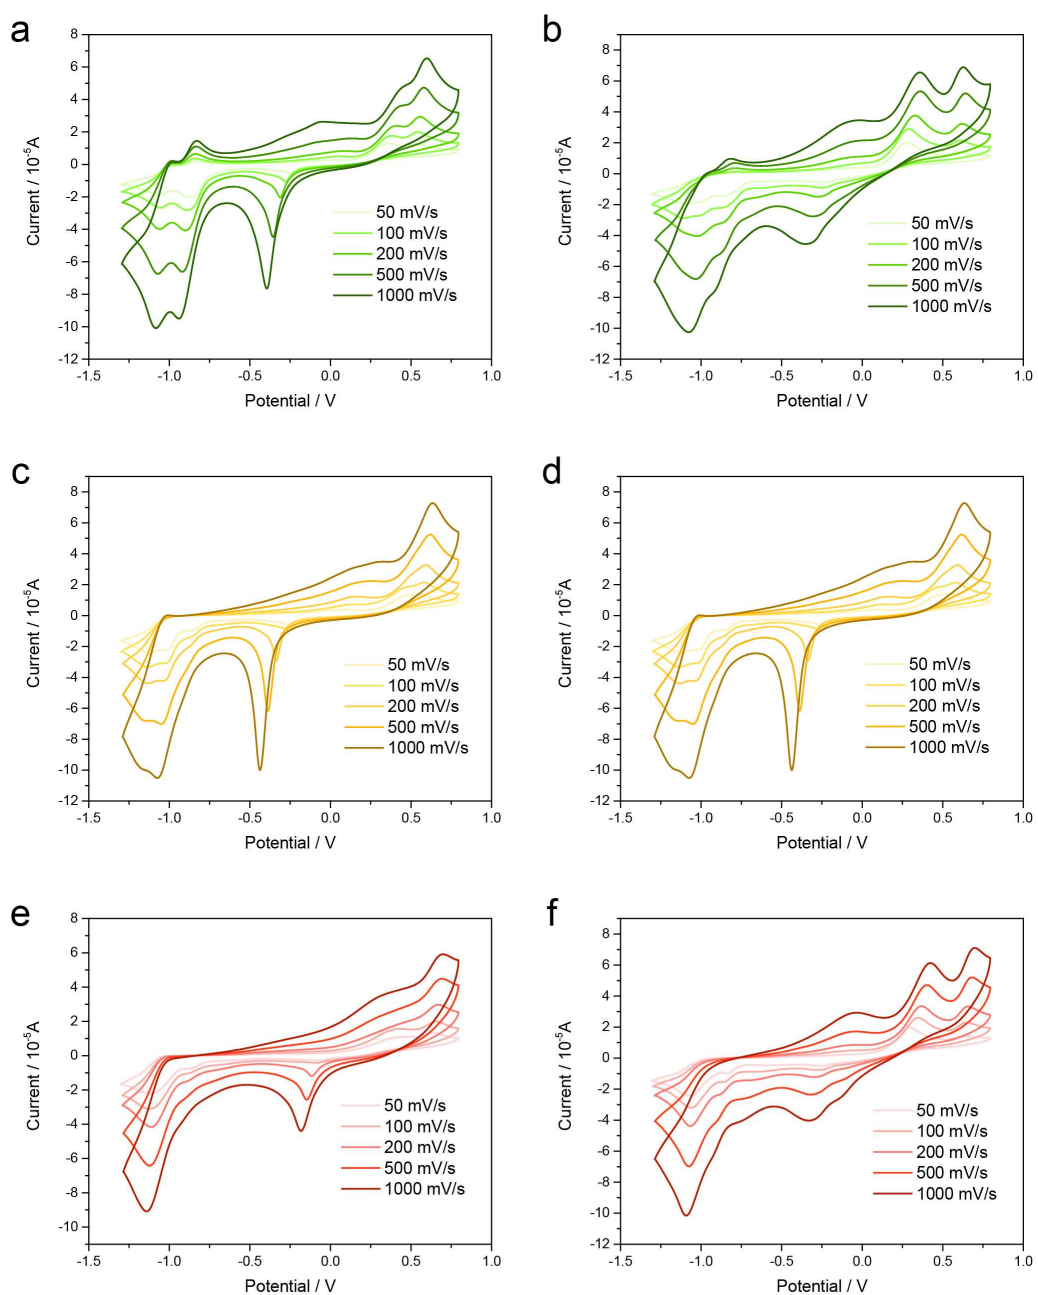 a
8
6
4
2
0
-2
-4
-6
-8
-10
-12
-1.5
-1.0
-0.5
0.0
0.5
1.0
Current / 10⁻⁵A
Potential / V
50 mV/s
100 mV/s
200 mV/s
500 mV/s
1000 mV/s
b
8
6
4
2
0
-2
-4
-6
-8
-10
-12
-1.5
-1.0
-0.5
0.0
0.5
1.0
Current / 10⁻⁵A
Potential / V
50 mV/s
100 mV/s
200 mV/s
500 mV/s
1000 mV/s
c
8
6
4
2
0
-2
-4
-6
-8
-10
-12
-1.5
-1.0
-0.5
0.0
0.5
1.0
Current / 10⁻⁵A
Potential / V
50 mV/s
100 mV/s
200 mV/s
500 mV/s
1000 mV/s
d
8
6
4
2
0
-2
-4
-6
-8
-10
-12
-1.5
-1.0
-0.5
0.0
0.5
1.0
Current / 10⁻⁵A
Potential / V
50 mV/s
100 mV/s
200 mV/s
500 mV/s
1000 mV/s
e
8
6
4
2
0
-2
-4
-6
-8
-10
-1.5
-1.0
-0.5
0.0
0.5
1.0
Current / 10⁻⁵A
Potential / V
50 mV/s
100 mV/s
200 mV/s
500 mV/s
1000 mV/s
f
8
6
4
2
0
-2
-4
-6
-8
-10
-12
-1.5
-1.0
-0.5
0.0
0.5
1.0
Current / 10⁻⁵A
Potential / V
50 mV/s
100 mV/s
200 mV/s
500 mV/s
1000 mV/s